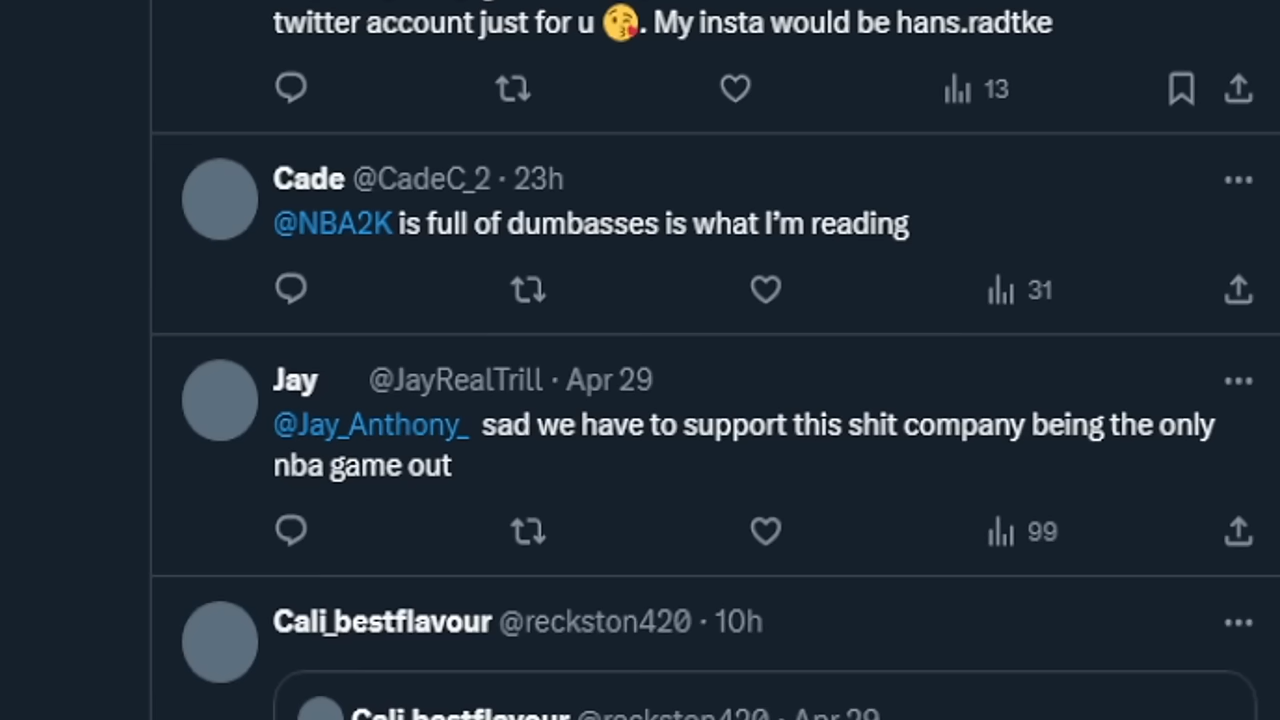 twitter account just for u 😘. My insta would be hans.radtke
13
Cade @CadeC_2 · 23h
@NBA2K is full of dumbasses is what I'm reading
31
Jay @JayRealTrill · Apr 29
@Jay_Anthony_ sad we have to support this shit company being the only
nba game out
99
Cali_bestflavour @reckston420 · 10h
Cali_bestflavour @reckston420 · Apr 29